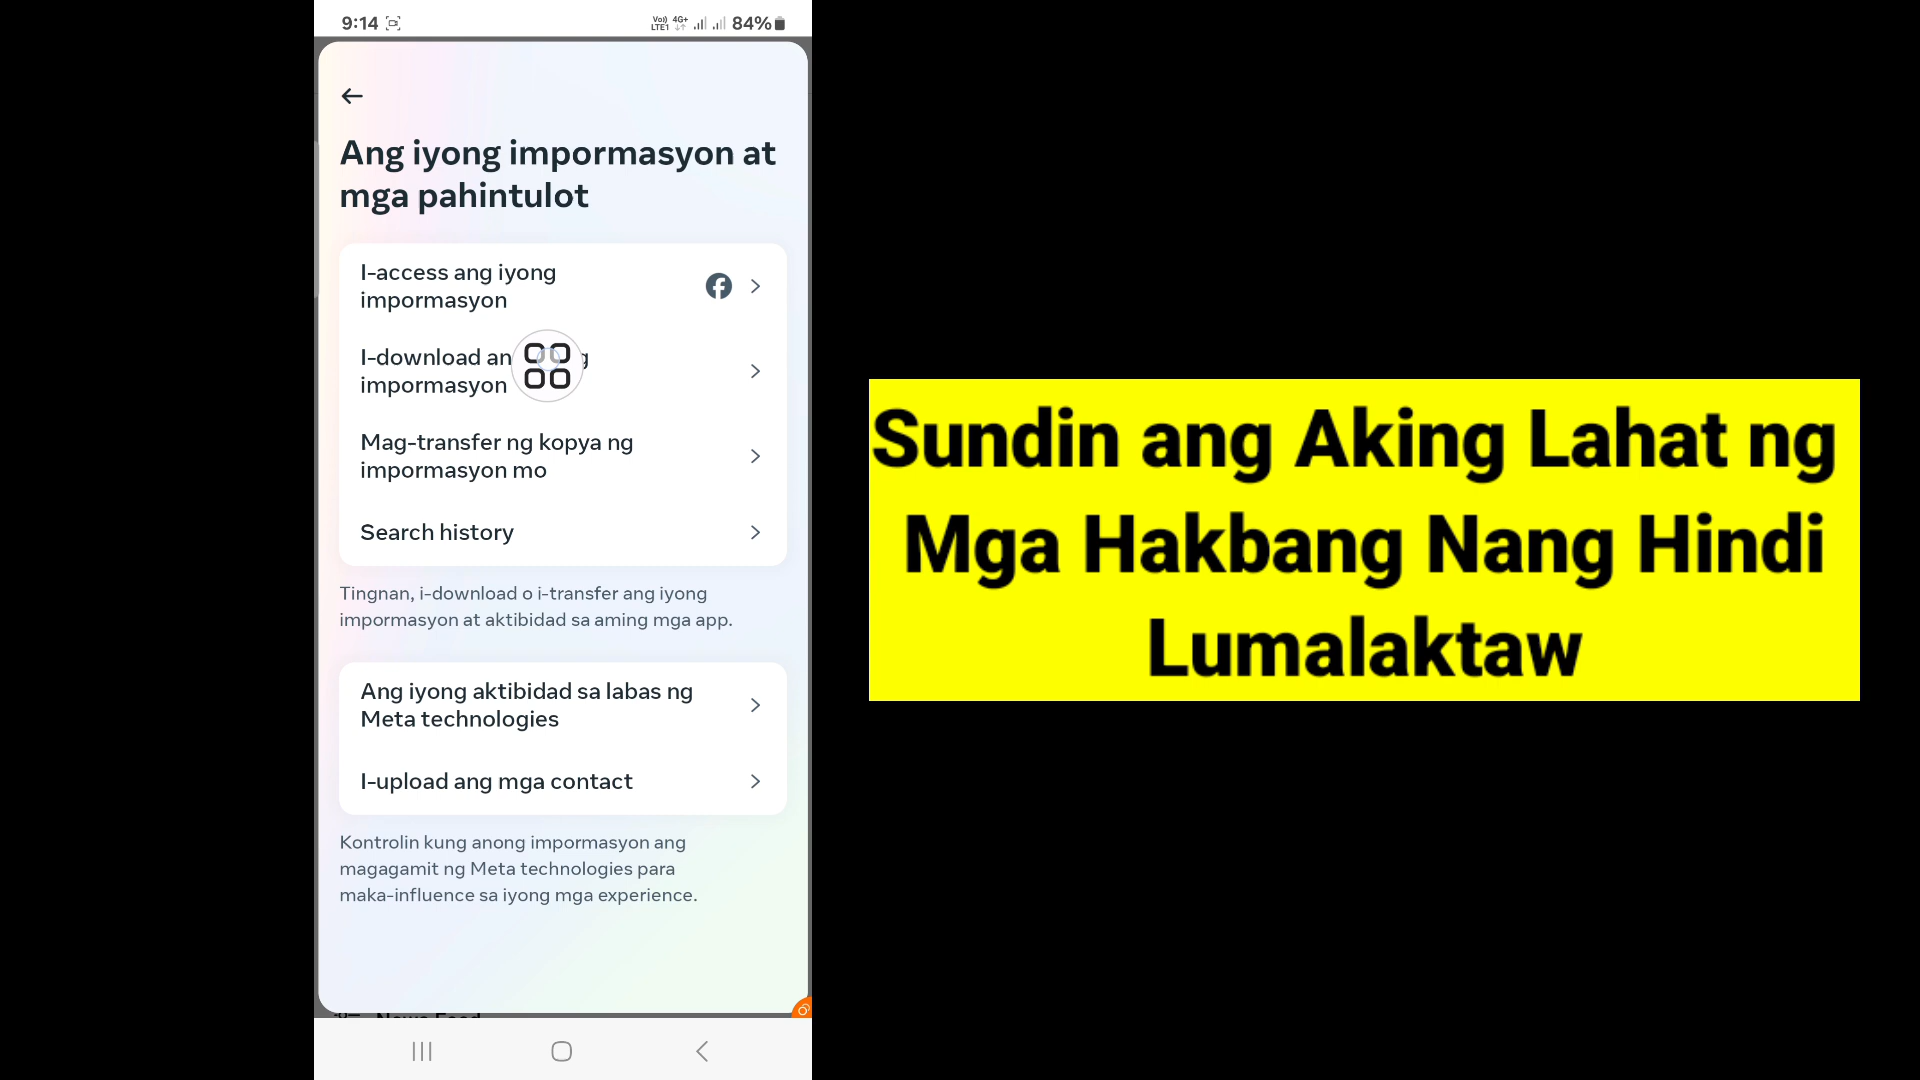 9:14
Vo)) LTE1 4G+ 84%
Ang iyong impormasyon at
mga pahintulot
I-access ang iyong
impormasyon
I-download an g
impormasyon
Mag-transfer ng kopya ng
impormasyon mo
Search history
Tingnan, i-download o i-transfer ang iyong
impormasyon at aktibidad sa aming mga app.
Ang iyong aktibidad sa labas ng
Meta technologies
I-upload ang mga contact
Kontrolin kung anong impormasyon ang
magagamit ng Meta technologies para
maka-influence sa iyong mga experience.
Sundin ang Aking Lahat ng
Mga Hakbang Nang Hindi
Lumalaktaw